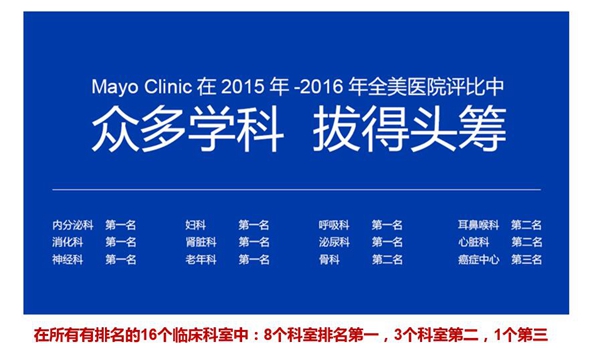 Mayo Clinic 在 2015 年 -2016 年全美医院评比中
众多学科 拔得头筹
内分泌科 第一名 妇科 第一名 呼吸科 第一名 耳鼻喉科 第二名
消化科 第一名 肾脏科 第一名 泌尿科 第一名 心脏科 第二名
神经科 第一名 老年科 第一名 骨科 第二名 癌症中心 第三名
在所有有排名的16个临床科室中：8个科室排名第一，3个科室第二，1个第三